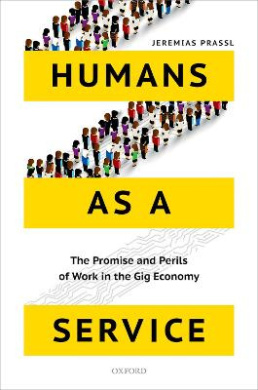 JEREMIAS PRASSL
HUMANS
AS A
The Promise and Perils
of Work in the Gig Economy
SERVICE
OXFORD